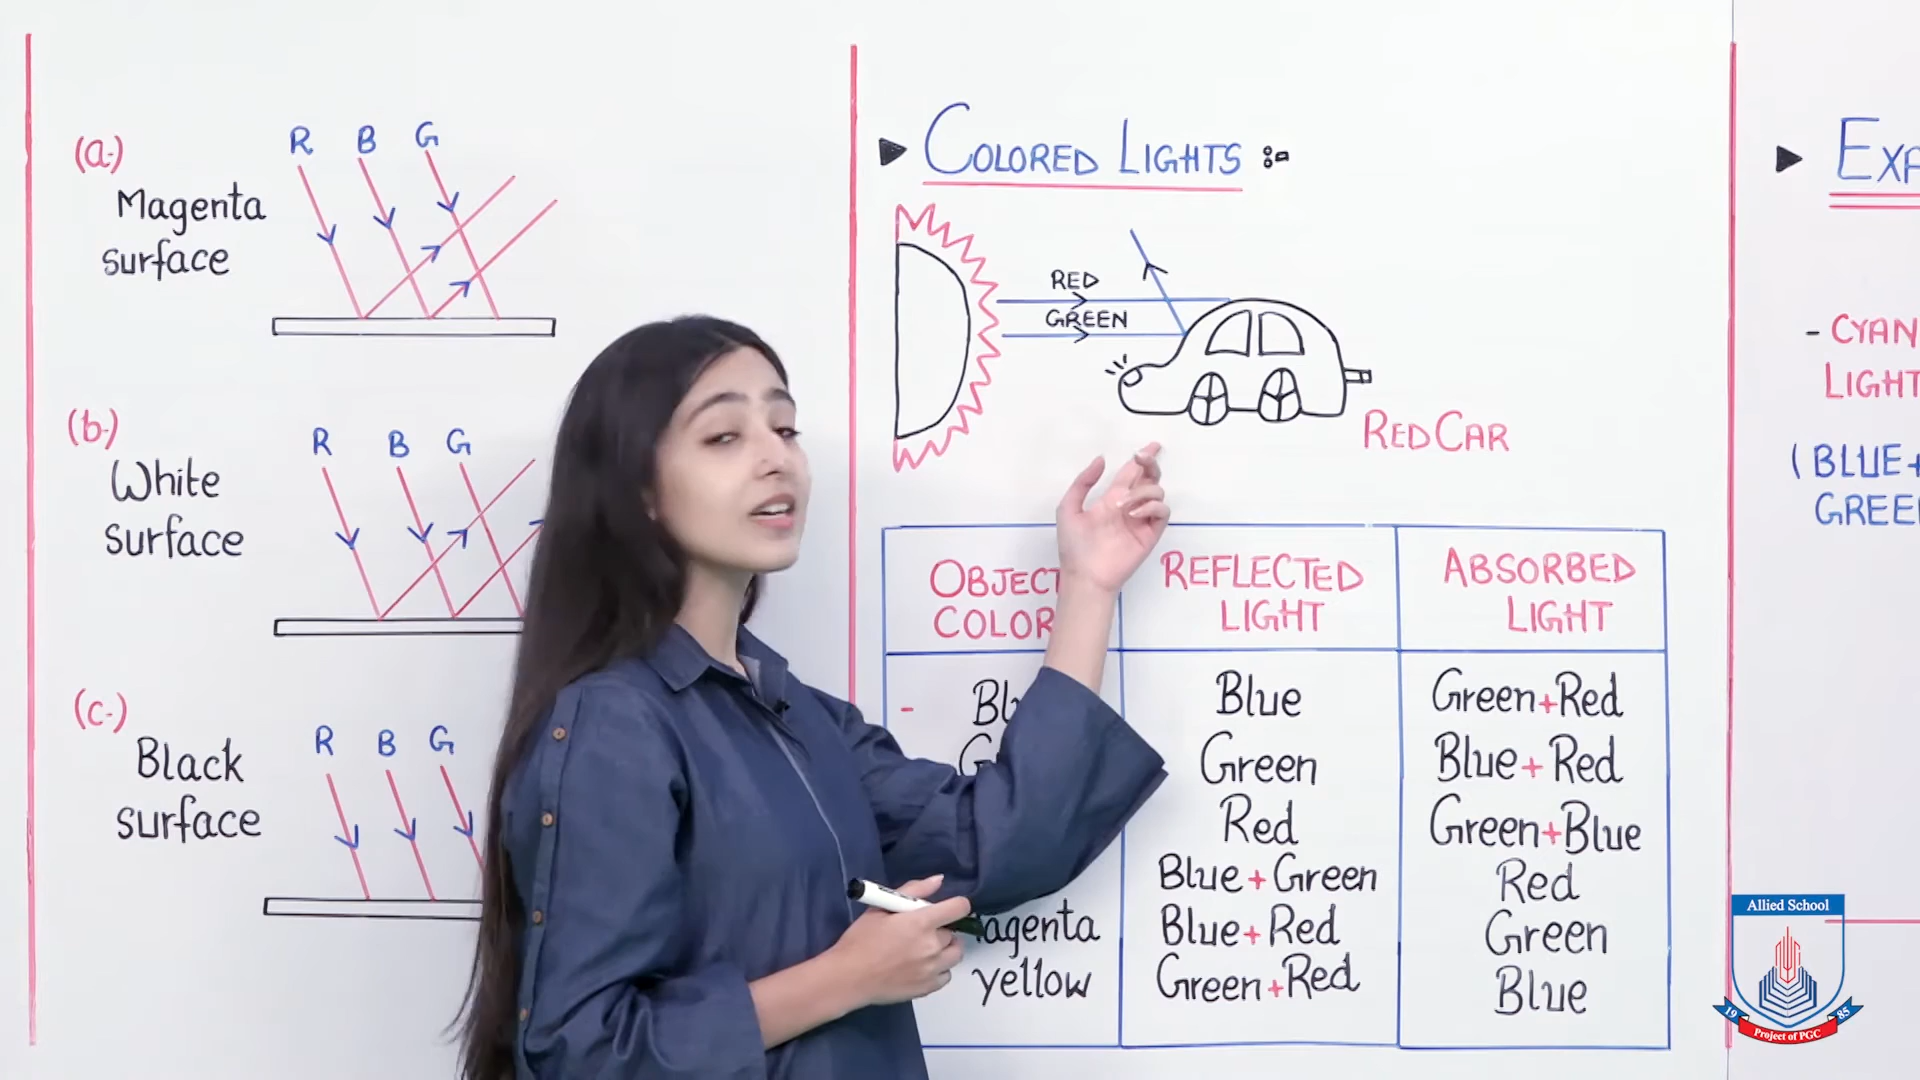 (a-)
Magenta
surface
R B G
(b-)
White
surface
R B G
(c-)
Black
surface
R B G
COLORED LIGHTS :-
RED
GREEN
RED CAR
OBJECT
COLOR
REFLECTED
LIGHT
ABSORBED
LIGHT
- Blue Green+Red
Green Blue+Red
Red Green+Blue
Blue+Green Red
Blue+Red Green
yellow Green+Red Blue
- CYAN
LIGHT
(BLUE+
GREEN
Allied School
19 85
Project of PGC